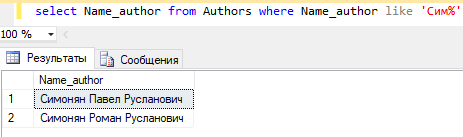 select Name_author from Authors where Name_author like 'Сим%'
100 %
Результаты Сообщения
Name_author
1 Симонян Павел Русланович
2 Симонян Роман Русланович